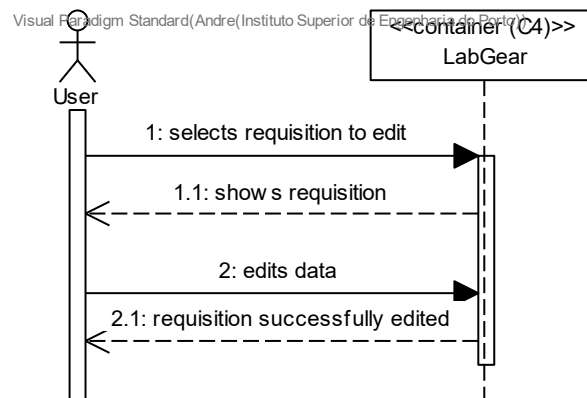 Visual Paradigm Standard(Andre(Instituto Superior de Engenharia do Porto))
<<container (C4)>>
LabGear
User
1: selects requisition to edit
1.1: shows requisition
2: edits data
2.1: requisition successfully edited